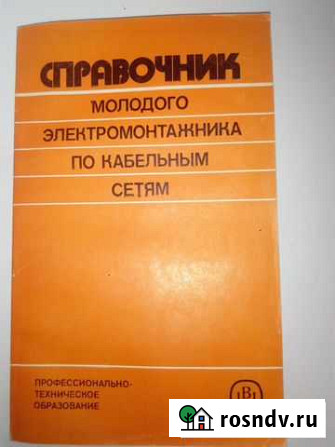 СПРАВОЧНИК
МОЛОДОГО
ЭЛЕКТРОМОНТАЖНИКА
ПО КАБЕЛЬНЫМ
СЕТЯМ
ПРОФЕССИОНАЛЬНО-
ТЕХНИЧЕСКОЕ
ОБРАЗОВАНИЕ
rosndv.ru